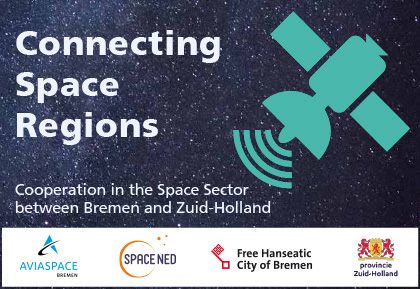 Connecting
Space
Regions
Cooperation in the Space Sector
between Bremen and Zuid-Holland
AVIASPACE
BREMEN
SPACE NED
Free Hanseatic
City of Bremen
provincie
Zuid-Holland